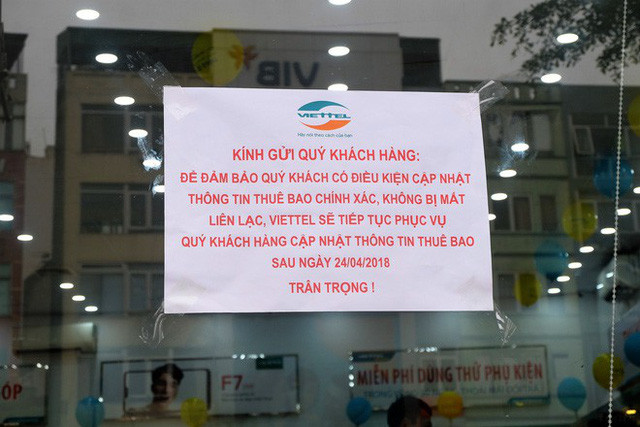 VIB
VIETTEL
Hãy nói theo cách của bạn
KÍNH GỬI QUÝ KHÁCH HÀNG:
ĐỂ ĐẢM BẢO QUÝ KHÁCH CÓ ĐIỀU KIỆN CẬP NHẬT
THÔNG TIN THUÊ BAO CHÍNH XÁC, KHÔNG BỊ MẤT
LIÊN LẠC, VIETTEL SẼ TIẾP TỤC PHỤC VỤ
QUÝ KHÁCH HÀNG CẬP NHẬT THÔNG TIN THUÊ BAO
SAU NGÀY 24/04/2018
TRÂN TRỌNG !
ÓP
F7
MIỄN PHÍ DÙNG THỬ PHỤ KIỆN